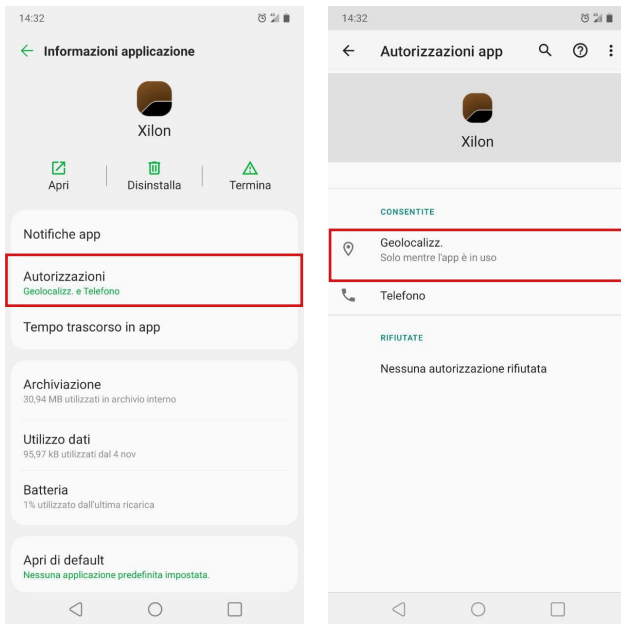 14:32
Informazioni applicazione
Xilon
Apri
Disinstalla
Termina
Notifiche app
Autorizzazioni
Geolocalizz. e Telefono
Tempo trascorso in app
Archiviazione
30,94 MB utilizzati in archivio interno
Utilizzo dati
95,97 kB utilizzati dal 4 nov
Batteria
1% utilizzato dall'ultima ricarica
Apri di default
Nessuna applicazione predefinita impostata.
14:32
Autorizzazioni app
Xilon
CONSENTITE
Geolocalizz.
Solo mentre l'app è in uso
Telefono
RIFIUTATE
Nessuna autorizzazione rifiutata